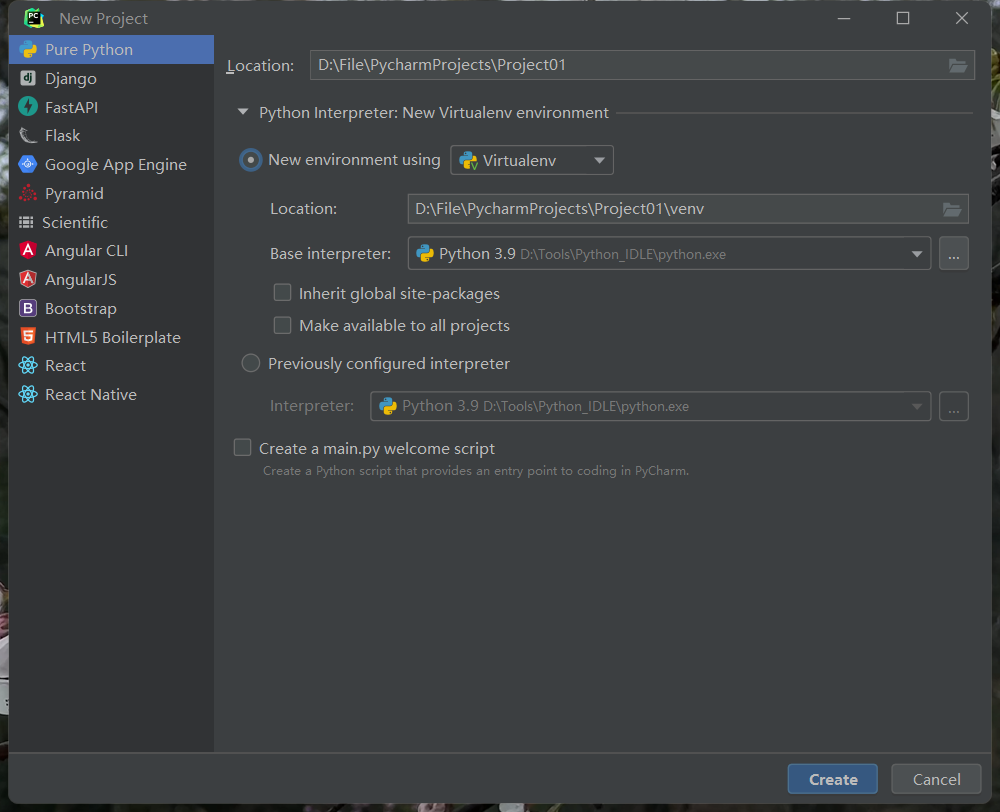 New Project
Pure Python
Django
FastAPI
Flask
Google App Engine
Pyramid
Scientific
Angular CLI
AngularJS
Bootstrap
HTML5 Boilerplate
React
React Native
Location: D:\File\PycharmProjects\Project01
Python Interpreter: New Virtualenv environment
New environment using Virtualenv
Location: D:\File\PycharmProjects\Project01\venv
Base interpreter: Python 3.9 D:\Tools\Python_IDLE\python.exe ...
Inherit global site-packages
Make available to all projects
Previously configured interpreter
Interpreter: Python 3.9 D:\Tools\Python_IDLE\python.exe ...
Create a main.py welcome script
Create a Python script that provides an entry point to coding in PyCharm.
Create Cancel